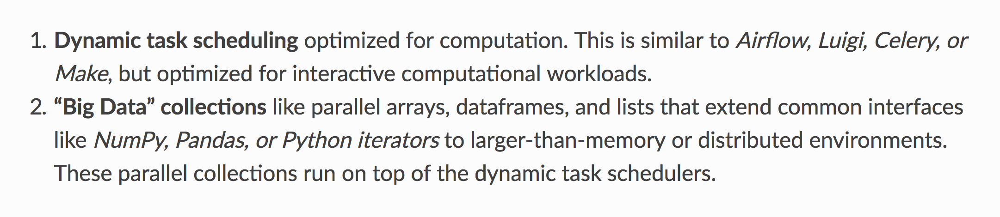 1. Dynamic task scheduling optimized for computation. This is similar to Airflow, Luigi, Celery, or
Make, but optimized for interactive computational workloads.
2. “Big Data” collections like parallel arrays, dataframes, and lists that extend common interfaces
like NumPy, Pandas, or Python iterators to larger-than-memory or distributed environments.
These parallel collections run on top of the dynamic task schedulers.